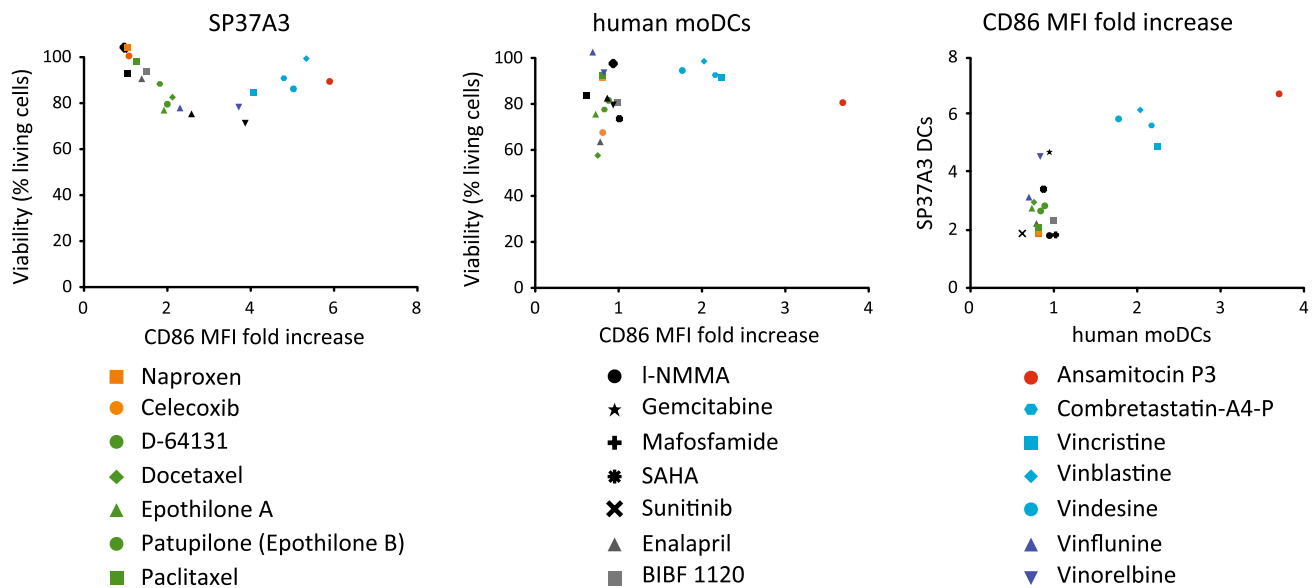 SP37A3
human moDCs
CD86 MFI fold increase
Viability (% living cells)
100
80
60
40
20
0
0
2
4
6
8
CD86 MFI fold increase
Viability (% living cells)
100
80
60
40
20
0
0
1
2
3
4
CD86 MFI fold increase
SP37A3 DCs
8
6
4
2
0
0
1
2
3
4
human moDCs
Naproxen
Celecoxib
D-64131
Docetaxel
Epothilone A
Patupilone (Epothilone B)
Paclitaxel
l-NMMA
Gemcitabine
Mafosfamide
SAHA
Sunitinib
Enalapril
BIBF 1120
Ansamitocin P3
Combretastatin-A4-P
Vincristine
Vinblastine
Vindesine
Vinflunine
Vinorelbine